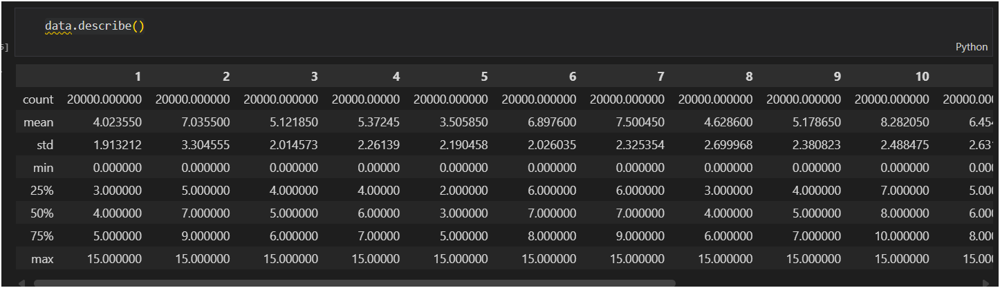 data.describe()
5]
Python
1 2 3 4 5 6 7 8 9 10
count 20000.000000 20000.000000 20000.000000 20000.00000 20000.000000 20000.000000 20000.000000 20000.000000 20000.000000 20000.000000 20000.00
mean 4.023550 7.035500 5.121850 5.37245 3.505850 6.897600 7.500450 4.628600 5.178650 8.282050 6.454
std 1.913212 3.304555 2.014573 2.26139 2.190458 2.026035 2.325354 2.699968 2.380823 2.488475 2.631
min 0.000000 0.000000 0.000000 0.00000 0.000000 0.000000 0.000000 0.000000 0.000000 0.000000 0.000
25% 3.000000 5.000000 4.000000 4.00000 2.000000 6.000000 6.000000 3.000000 4.000000 7.000000 5.000
50% 4.000000 7.000000 5.000000 6.00000 3.000000 7.000000 7.000000 4.000000 5.000000 8.000000 6.000
75% 5.000000 9.000000 6.000000 7.00000 5.000000 8.000000 9.000000 6.000000 7.000000 10.000000 8.000
max 15.000000 15.000000 15.000000 15.00000 15.000000 15.000000 15.000000 15.000000 15.000000 15.000000 15.000